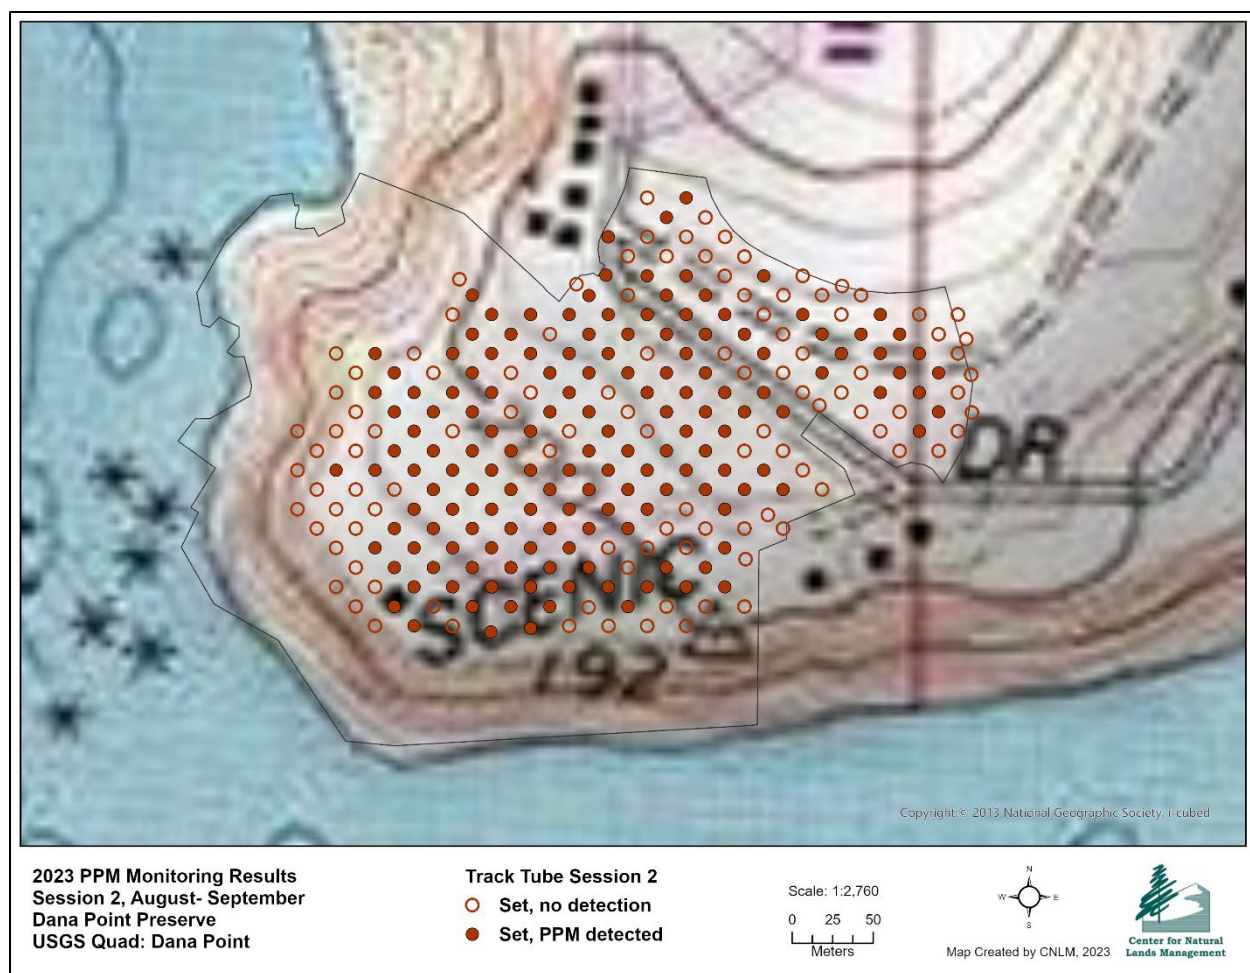 DR
SCENIC
192
Copyright: © 2013 National Geographic Society, i-cubed
2023 PPM Monitoring Results
Session 2, August- September
Dana Point Preserve
USGS Quad: Dana Point
Track Tube Session 2
Set, no detection
Set, PPM detected
Scale: 1:2,760
0 25 50
Meters
N
W E
S
Map Created by CNLM, 2023
Center for Natural
Lands Management